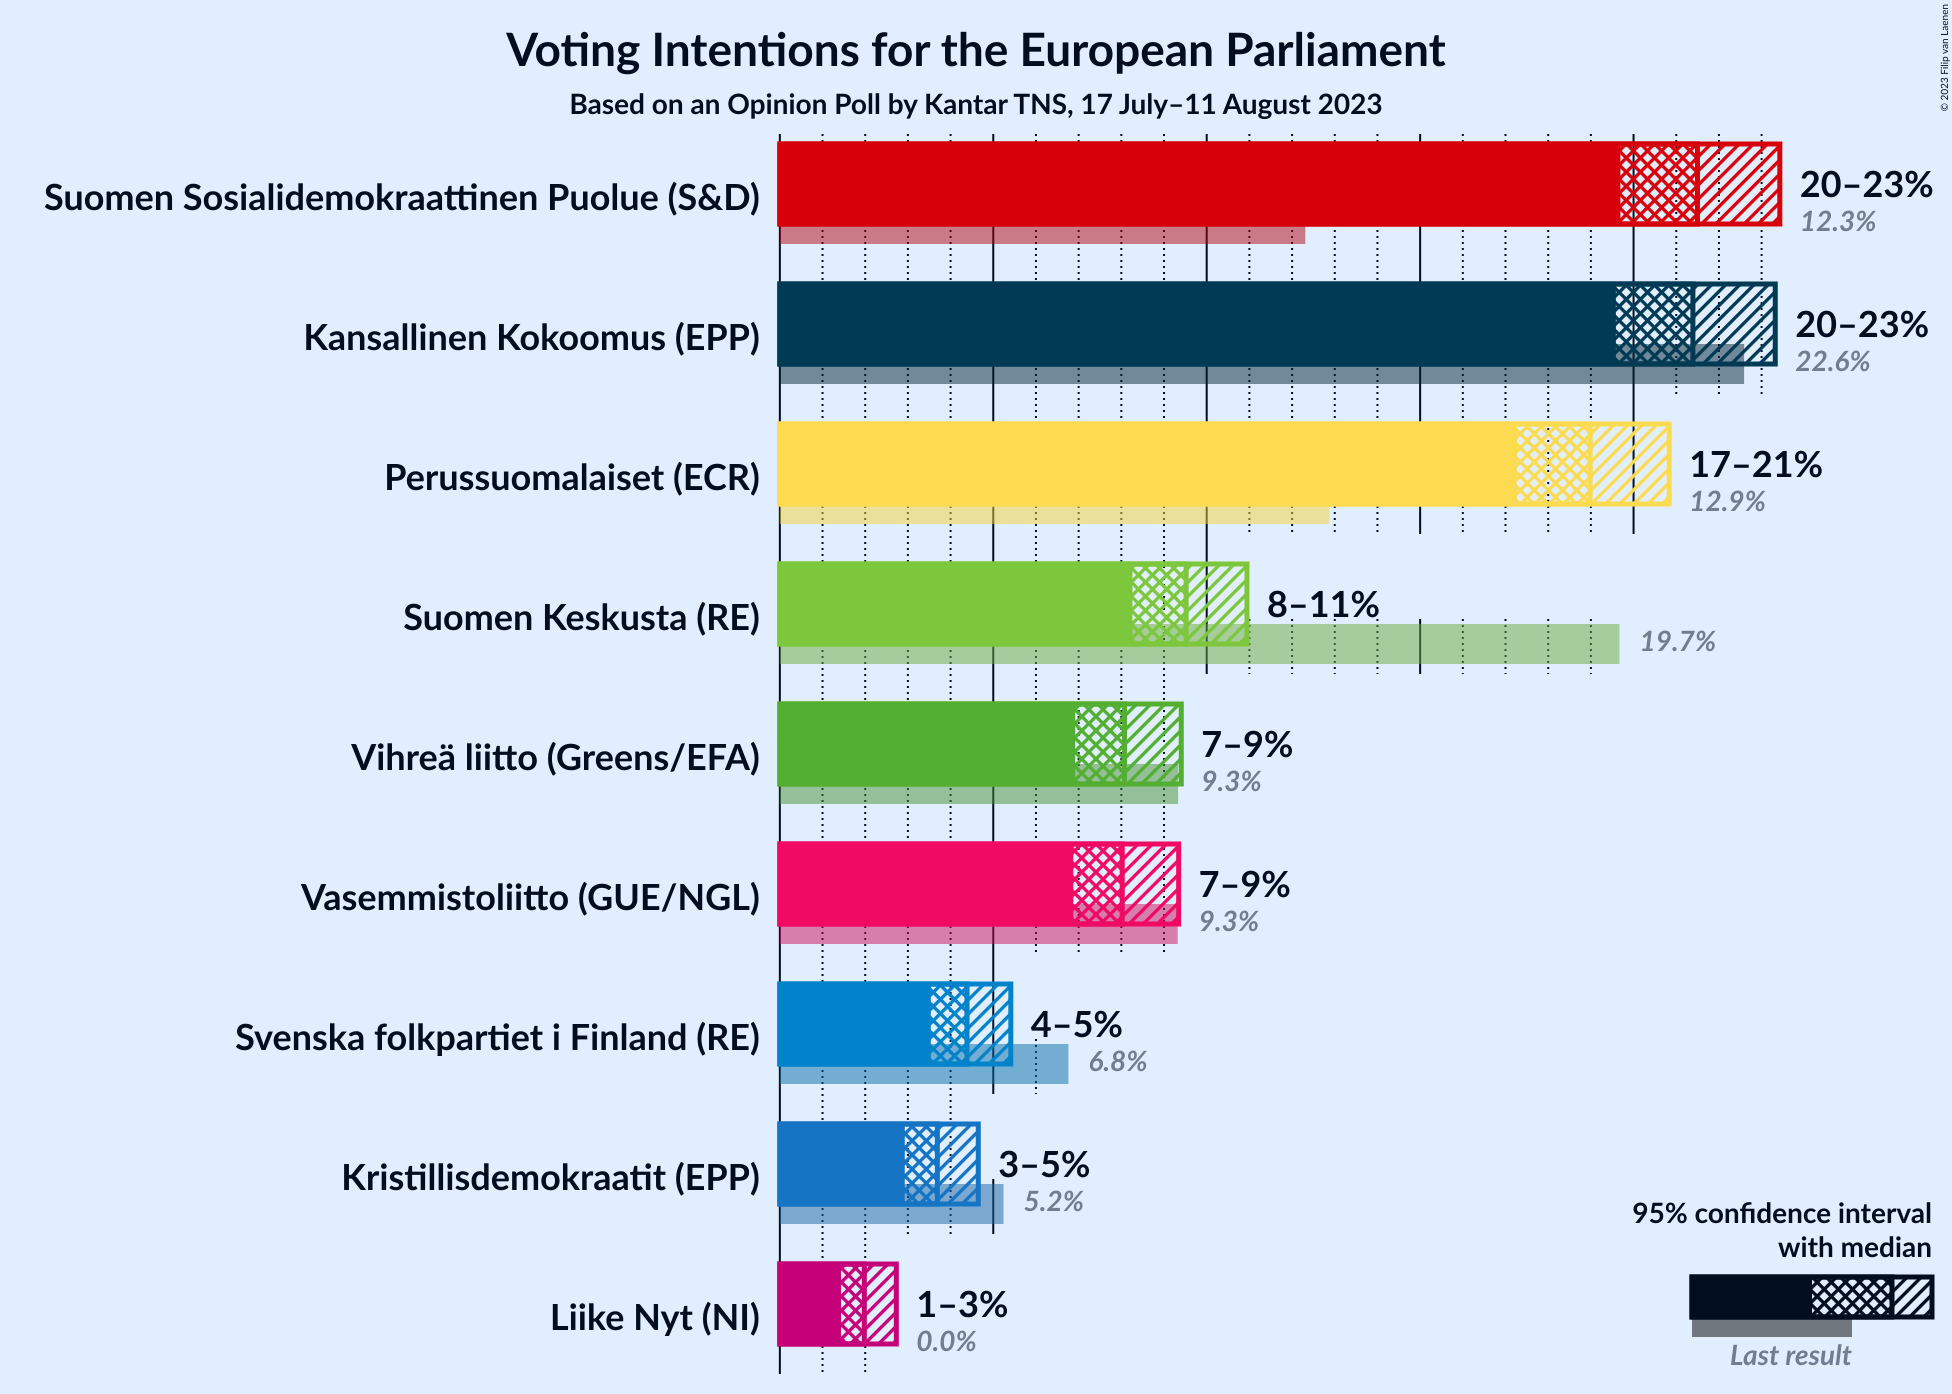 Voting Intentions for the European Parliament
Based on an Opinion Poll by Kantar TNS, 17 July–11 August 2023
© 2023 Filip van Laenen
Suomen Sosialidemokraattinen Puolue (S&D)
20–23%
12.3%
Kansallinen Kokoomus (EPP)
20–23%
22.6%
Perussuomalaiset (ECR)
17–21%
12.9%
Suomen Keskusta (RE)
8–11%
19.7%
Vihreä liitto (Greens/EFA)
7–9%
9.3%
Vasemmistoliitto (GUE/NGL)
7–9%
9.3%
Svenska folkpartiet i Finland (RE)
4–5%
6.8%
Kristillisdemokraatit (EPP)
3–5%
5.2%
Liike Nyt (NI)
1–3%
0.0%
95% confidence interval
with median
Last result